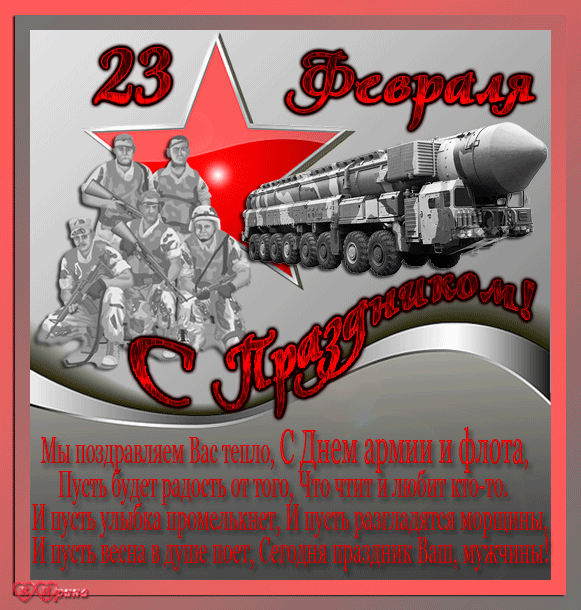 23 Февраля
С Праздником!
Мы поздравляем Вас тепло, С Днем армии и флота,
Пусть будет радость от того, Что чтит и любит кто-то.
И пусть улыбка промелькнет, И пусть разгладятся морщины,
И пусть весна в душе поет, Сегодня праздник Ваш, мужчины!